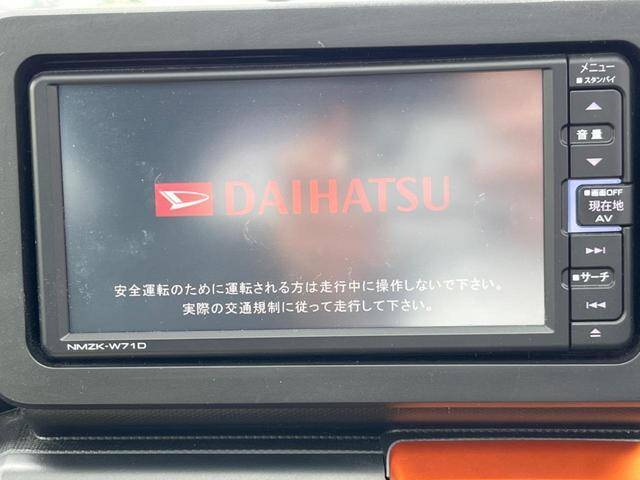 メニュー
■スタンバイ
音量
■画面OFF
現在地
AV
■サーチ
DAIHATSU
安全運転のために運転される方は走行中に操作しないで下さい。
実際の交通規制に従って走行して下さい。
NMZK-W71D